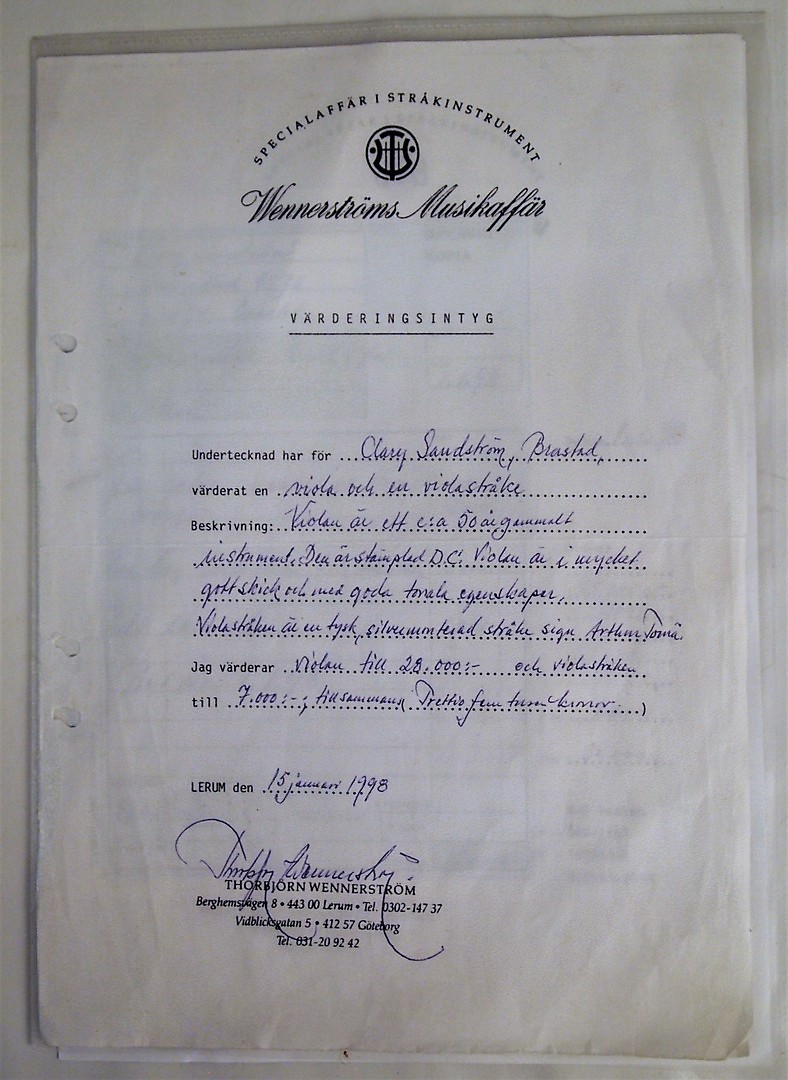 SPECIALAFFÄR I STRÅKINSTRUMENT
Wennerströms Musikaffär
VÄRDERINGSINTYG
Undertecknad har för ... Clary Sandström, Brastad, ......
värderat en . viola och en violastråke .................
Beskrivning: Violan är ett c:a 50 år gammalt ..........
instrument. Den är stämplad D.C. Violan är i mycket
gott skick och med goda tonala egenskaper, ............
Violastråken är en tysk, silvermonterad stråke sign. Arthur
Jag värderar .. violan till 28.000:- och violastråken
till .. 7.000:-, tillsammans ( Trettiofem tusen kronor ....)
LERUM den 15 januari 1998
THORBJÖRN WENNERSTRÖM
Berghemsvägen 8 • 443 00 Lerum • Tel. 0302-147 37
Vidblicksgatan 5 • 412 57 Göteborg
Tel. 031-20 92 42